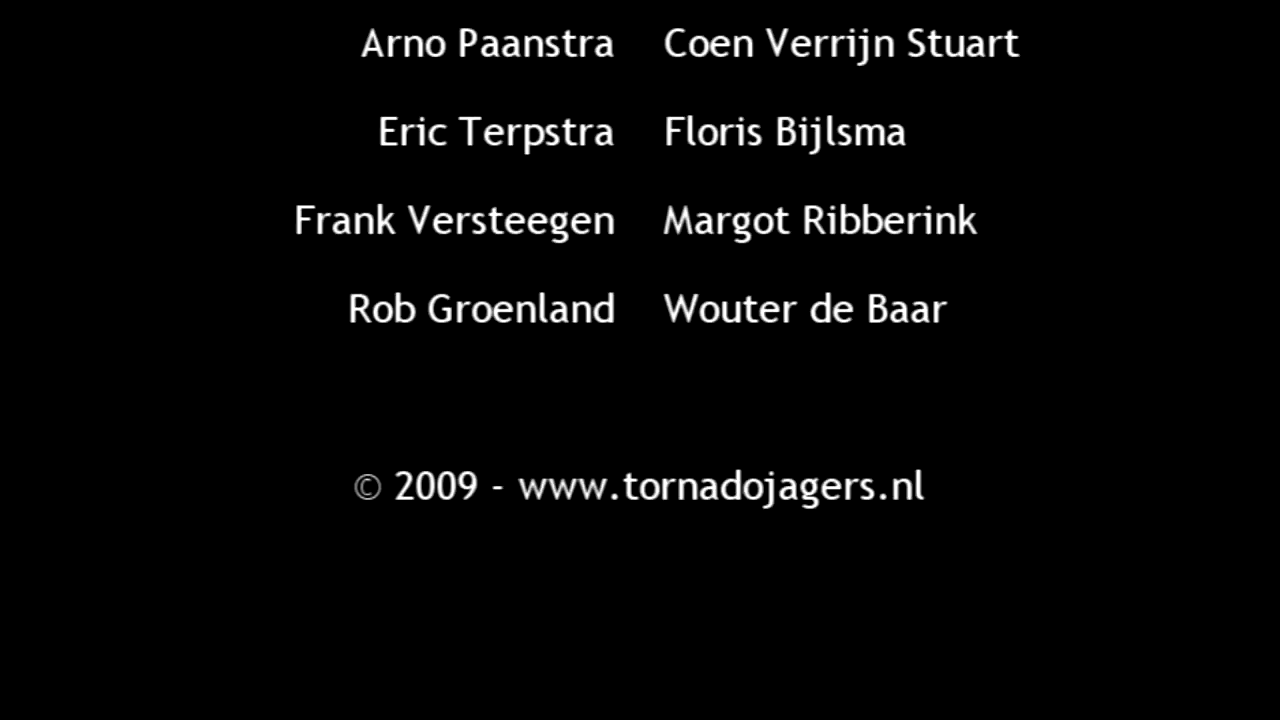 Arno Paanstra Coen Verrijn Stuart
Eric Terpstra Floris Bijlsma
Frank Versteegen Margot Ribberink
Rob Groenland Wouter de Baar
© 2009 - www.tornadojagers.nl